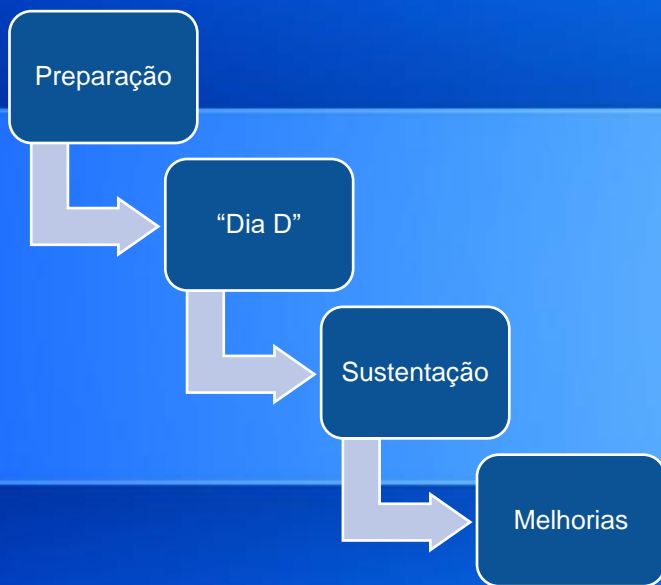 Preparação
“Dia D”
Sustentação
Melhorias